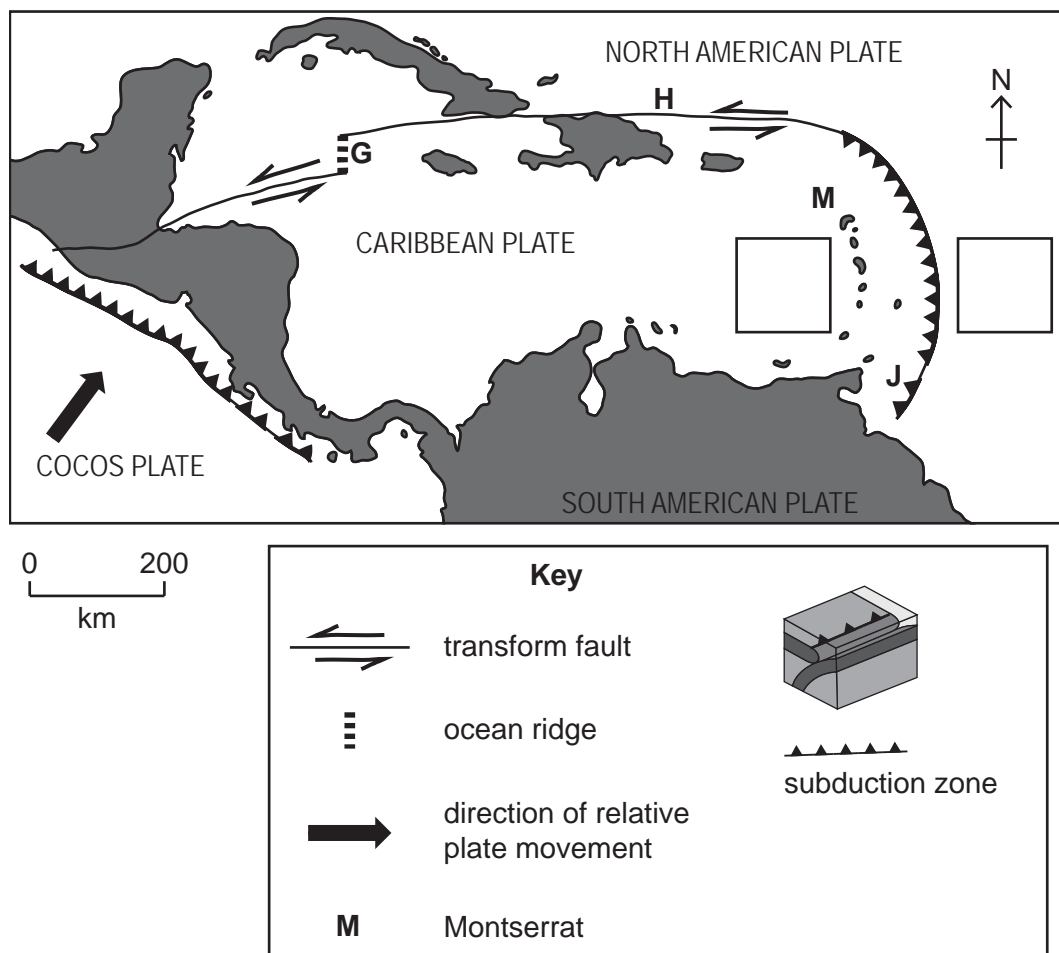 NORTH AMERICAN PLATE
N
H
G
M
CARIBBEAN PLATE
J
COCOS PLATE
SOUTH AMERICAN PLATE
0 200
km
Key
transform fault
ocean ridge
subduction zone
direction of relative
plate movement
M Montserrat